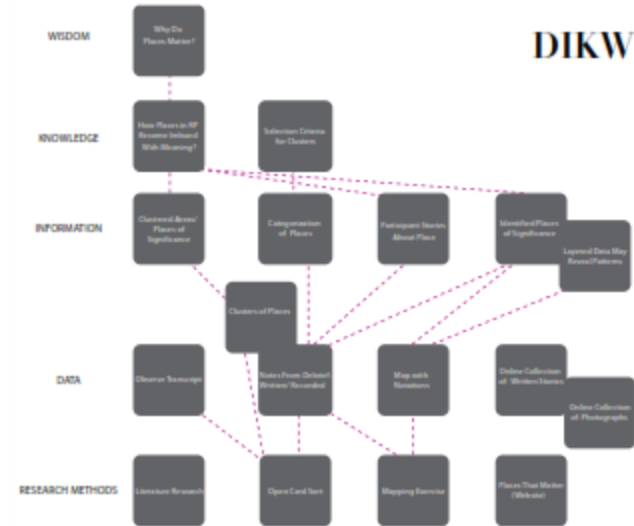 DIKW
WISDOM
Why Do
Places Matter?
KNOWLEDGE
How Places in
Become Imbued
With Meaning?
Selection Criteria
for Clusters
INFORMATION
Clustered Areas/
Places of
Significance
Categorization
of Places
Participant Stories
About Place
Identified Places
of Significance
Layered Data May
Reveal Patterns
Clusters of Places
DATA
Transcript
Notes From Debrief
Written/ Recorded
Map with
Notations
Online Collection
of Written Stories
Online Collection
of Photographs
RESEARCH METHODS
Literature Research
Open Card Sort
Mapping Exercise
Places That Matter
(Website)